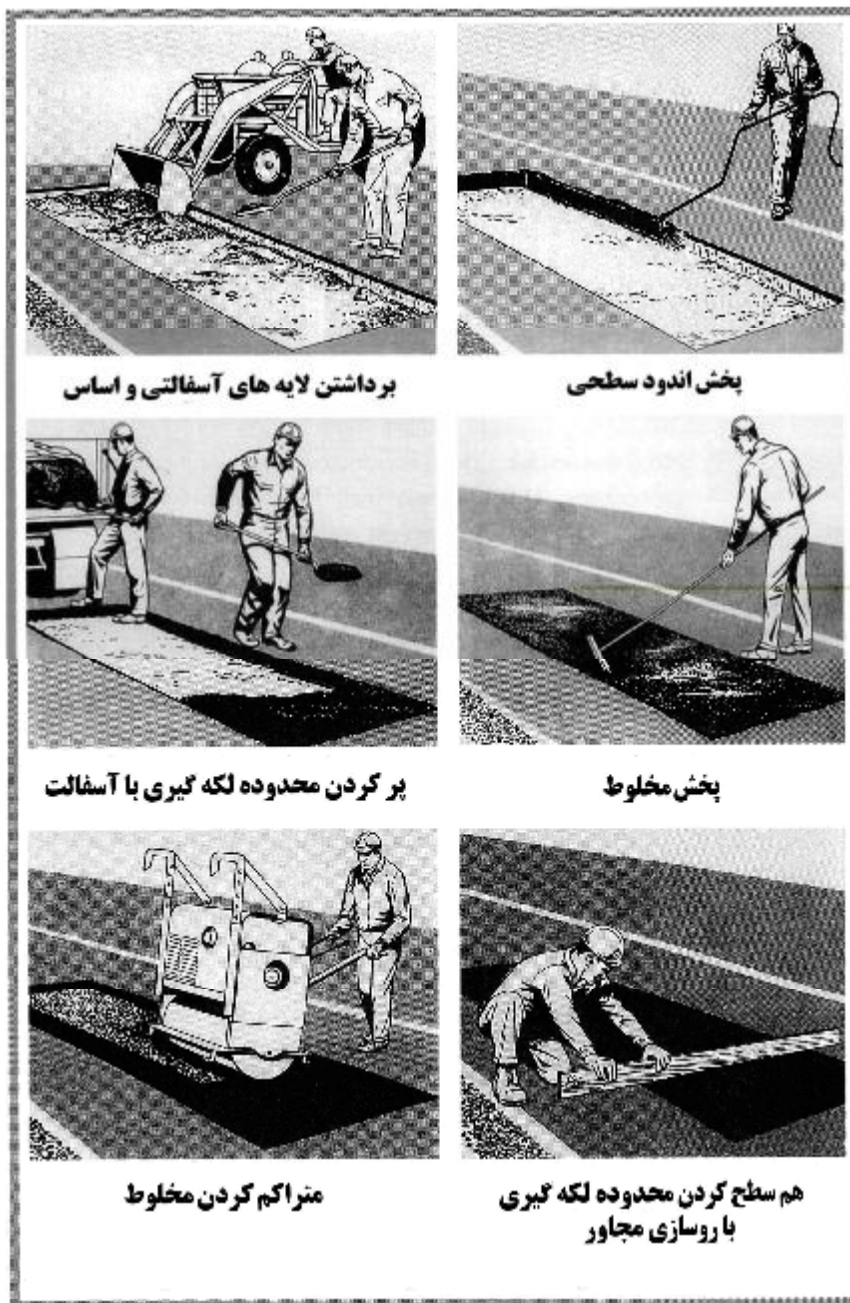 برداشتن لایه های آسفالتی و اساس
پخش اندود سطحی
پر کردن محدوده لکه گیری با آسفالت
پخش مخلوط
متراکم کردن مخلوط
هم سطح کردن محدوده لکه گیری
با روسازی مجاور